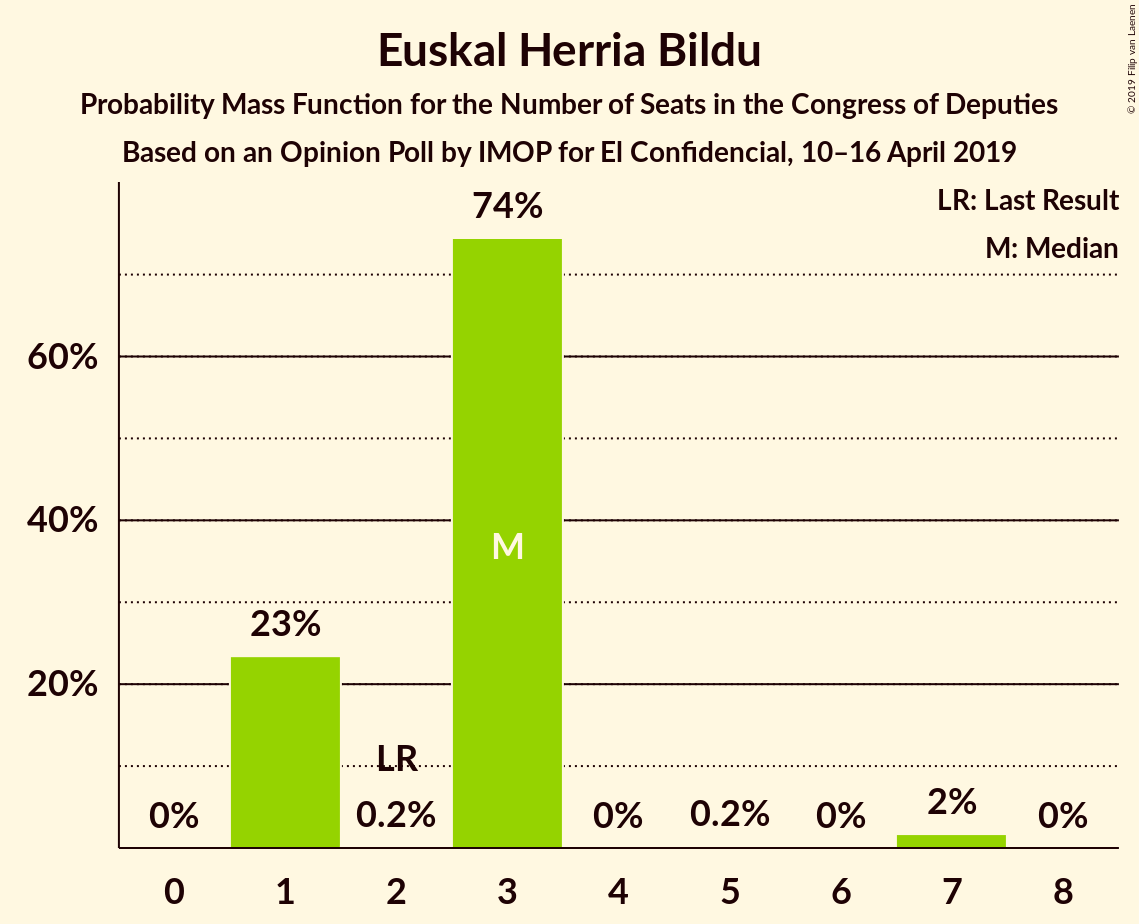 Euskal Herria Bildu
Probability Mass Function for the Number of Seats in the Congress of Deputies
Based on an Opinion Poll by IMOP for El Confidencial, 10–16 April 2019
© 2019 Filip van Laenen
LR: Last Result
M: Median
74%
60%
40%
M
23%
20%
LR
0% 0.2% 0% 0.2% 0% 2% 0%
0 1 2 3 4 5 6 7 8